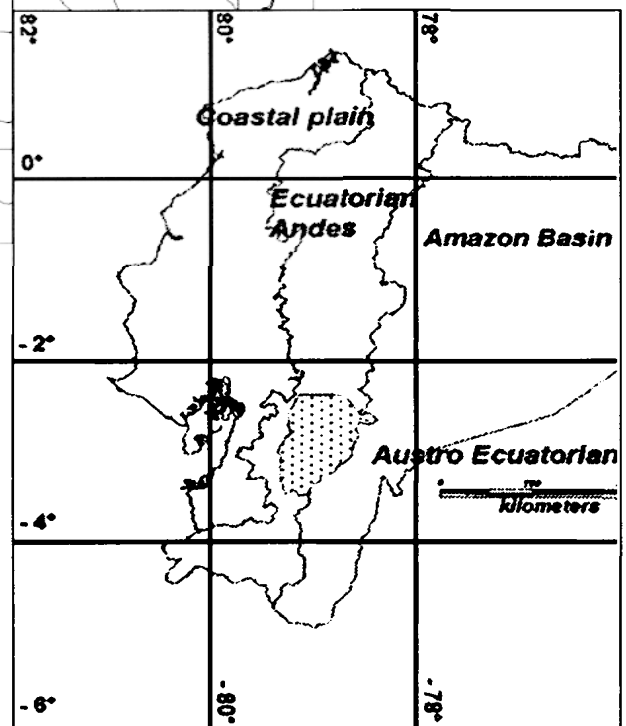 82°
80°
78°
Coastal plain
0°
Ecuatorian
Andes
Amazon Basin
-2°
Austro Ecuatorian
kilometers
-4°
-6°
-80°
-78°